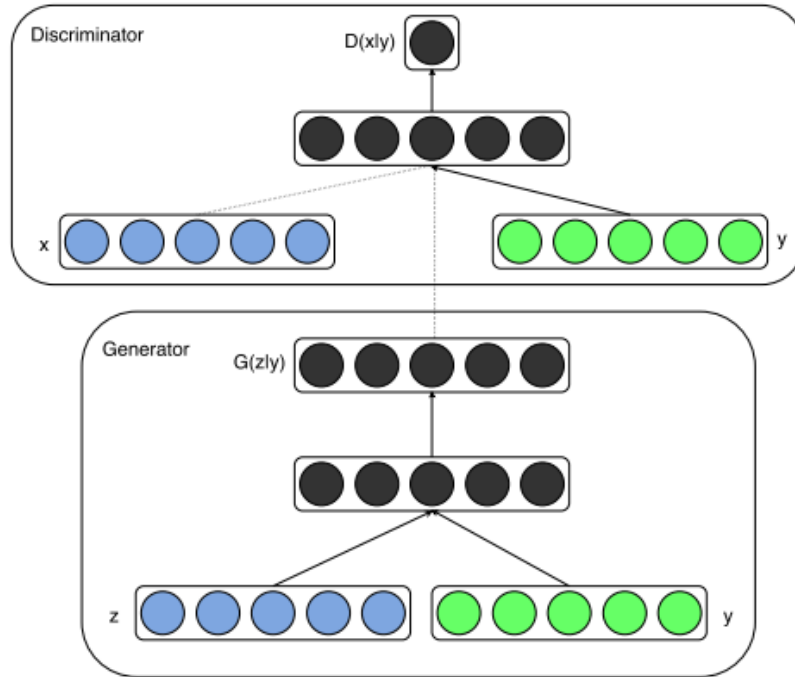 Discriminator
D(x|y)
x
y
Generator
G(z|y)
z
y